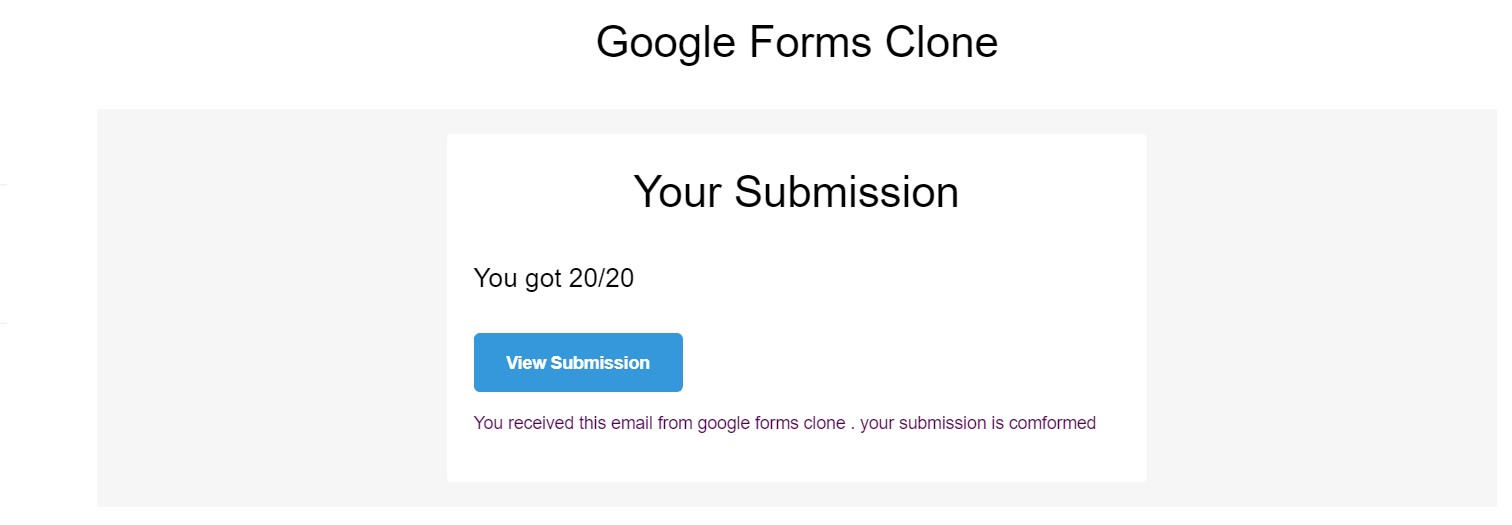 Google Forms Clone
Your Submission
You got 20/20
View Submission
You received this email from google forms clone . your submission is comformed